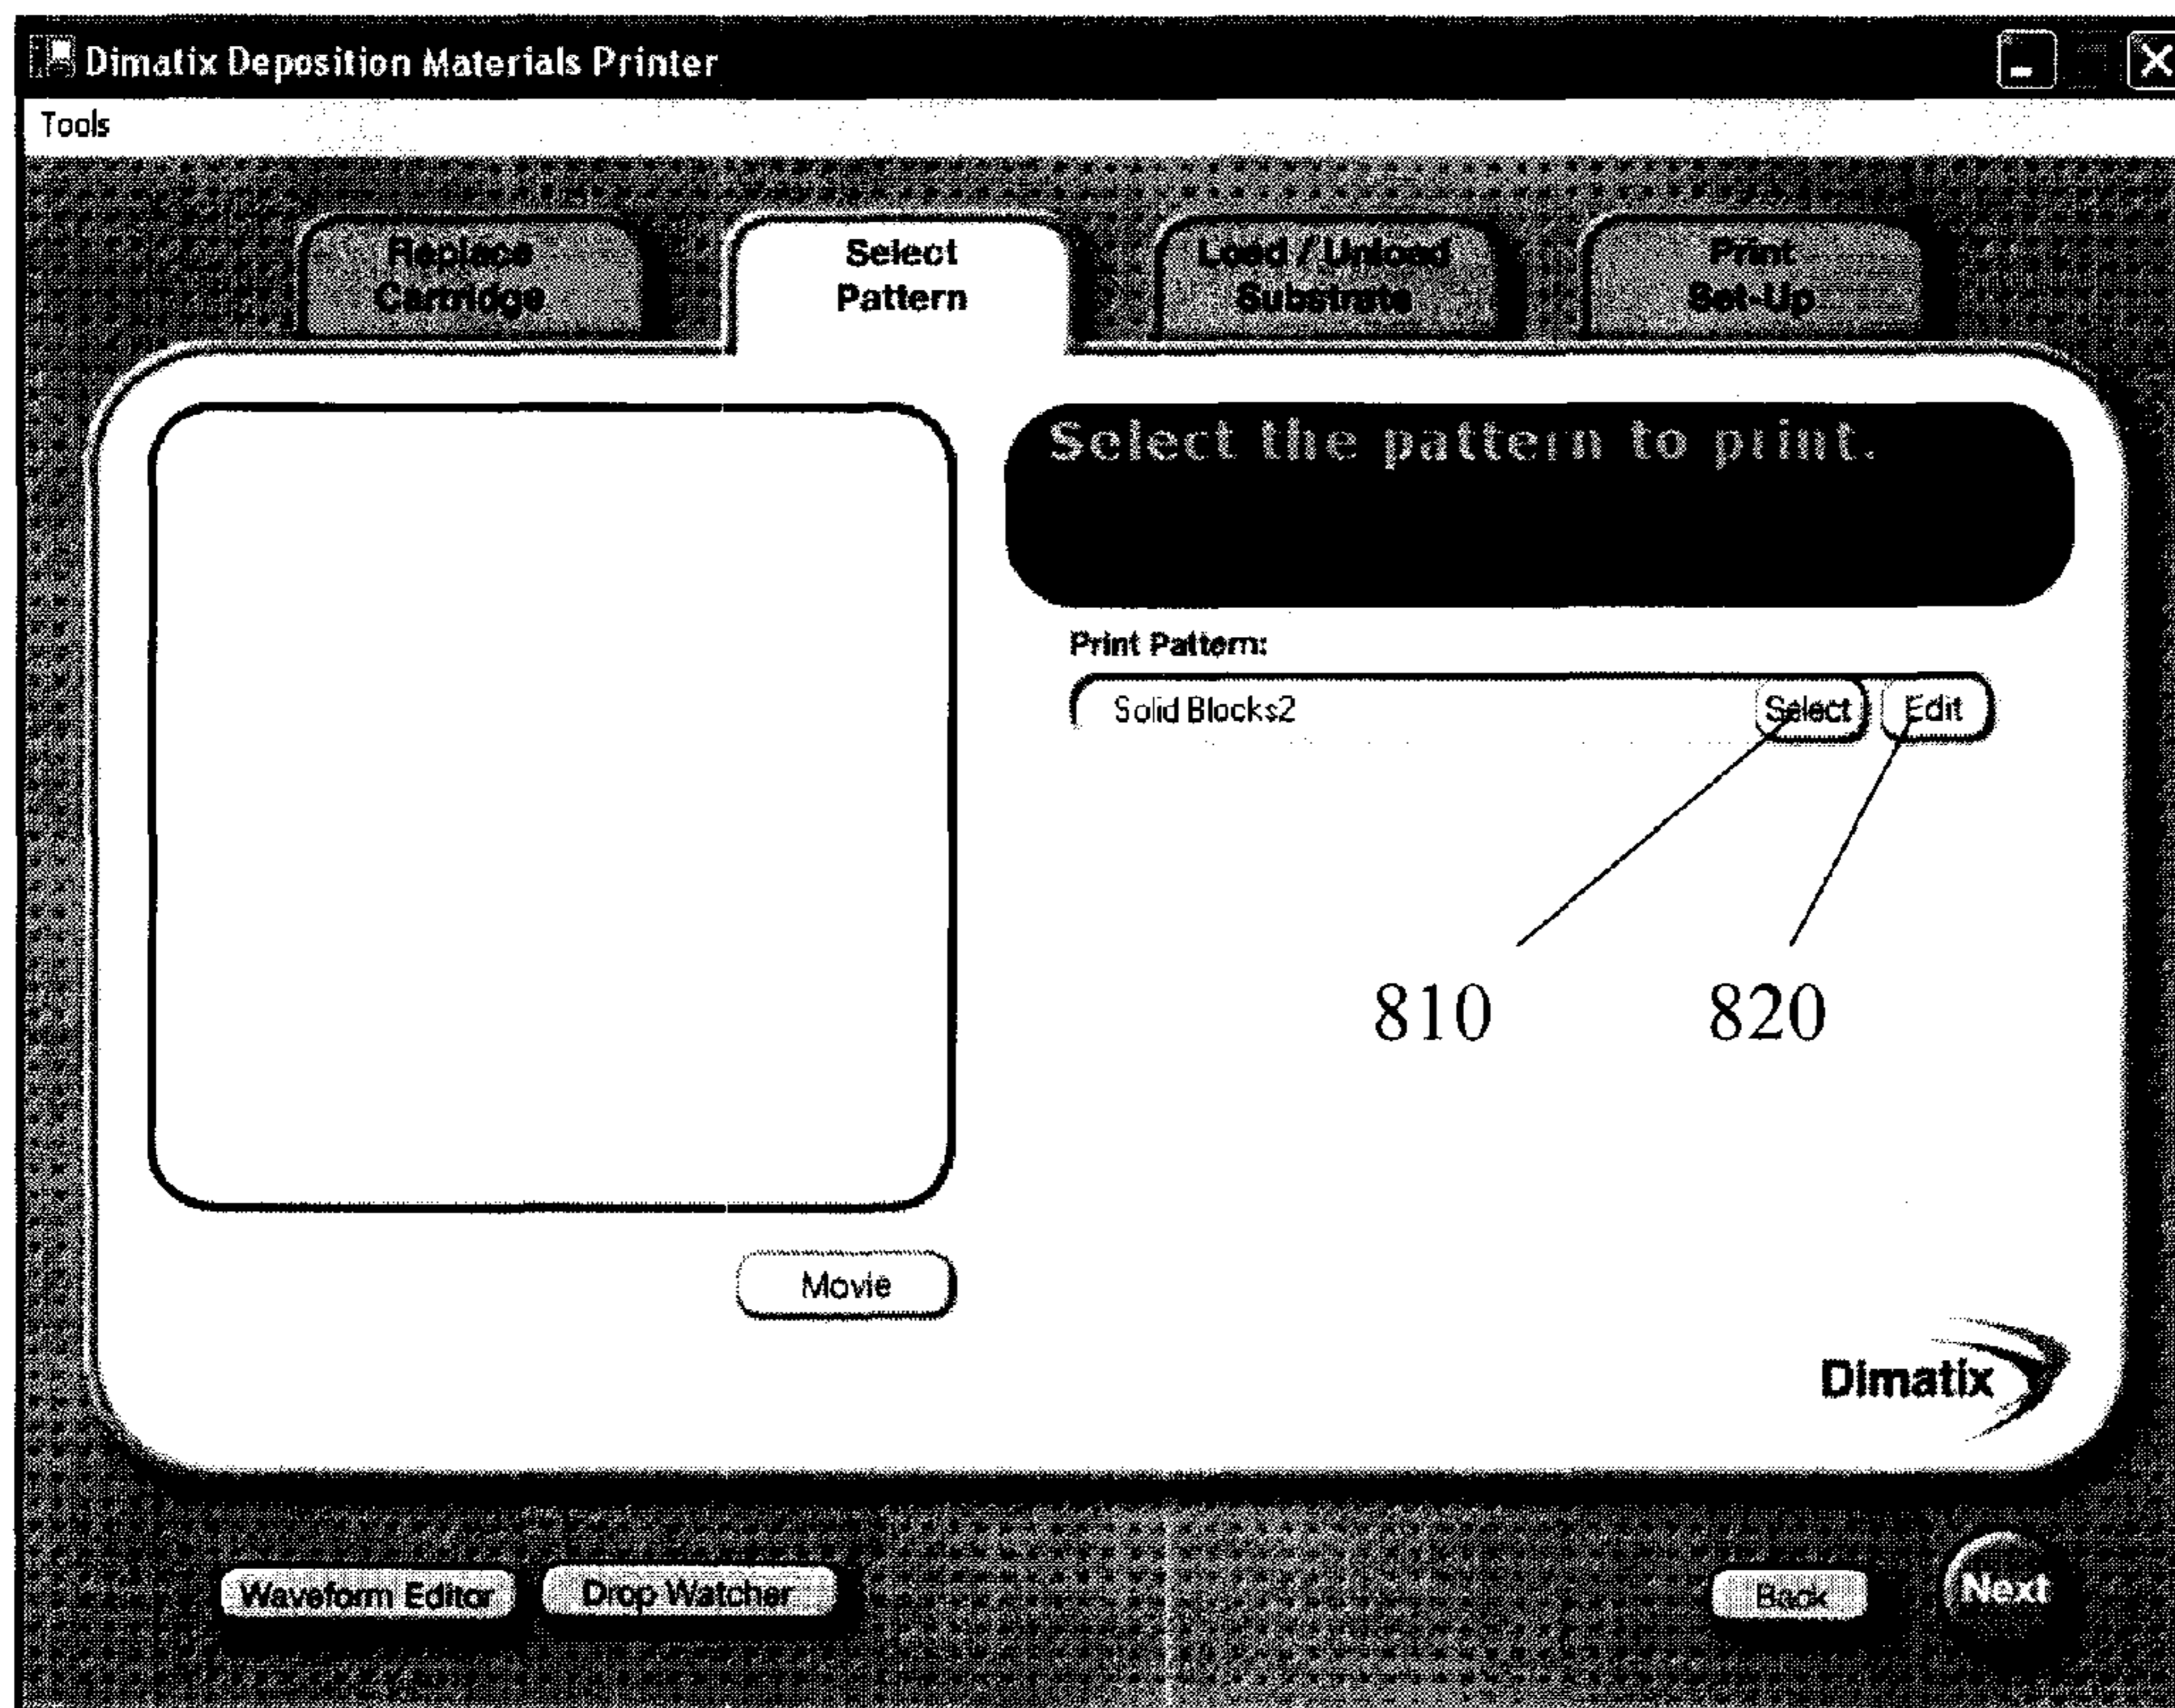 Dimatix Deposition Materials Printer
Tools
Replace
Cartridge
Select
Pattern
Load / Unload
Substrate
Print
Set-Up
Select the pattern to print.
Print Pattern:
Solid Blocks2
Select
Edit
810
820
Movie
Dimatix
Waveform Editor
Drop Watcher
Back
Next